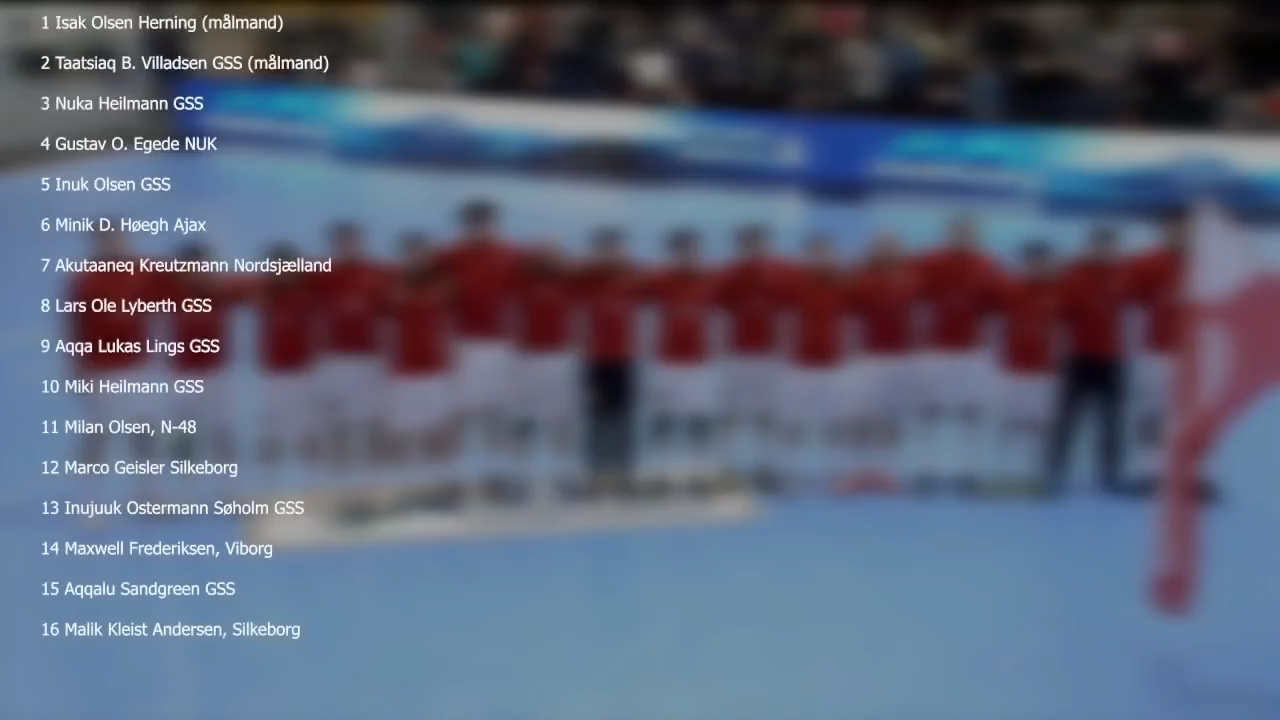 1 Isak Olsen Herning (målmand)
2 Taatsiaq B. Villadsen GSS (målmand)
3 Nuka Heilmann GSS
4 Gustav O. Egede NUK
5 Inuk Olsen GSS
6 Minik D. Høegh Ajax
7 Akutaaneq Kreutzmann Nordsjælland
8 Lars Ole Lyberth GSS
9 Aqqa Lukas Lings GSS
10 Miki Heilmann GSS
11 Milan Olsen, N-48
12 Marco Geisler Silkeborg
13 Inujuuk Ostermann Søholm GSS
14 Maxwell Frederiksen, Viborg
15 Aqqalu Sandgreen GSS
16 Malik Kleist Andersen, Silkeborg